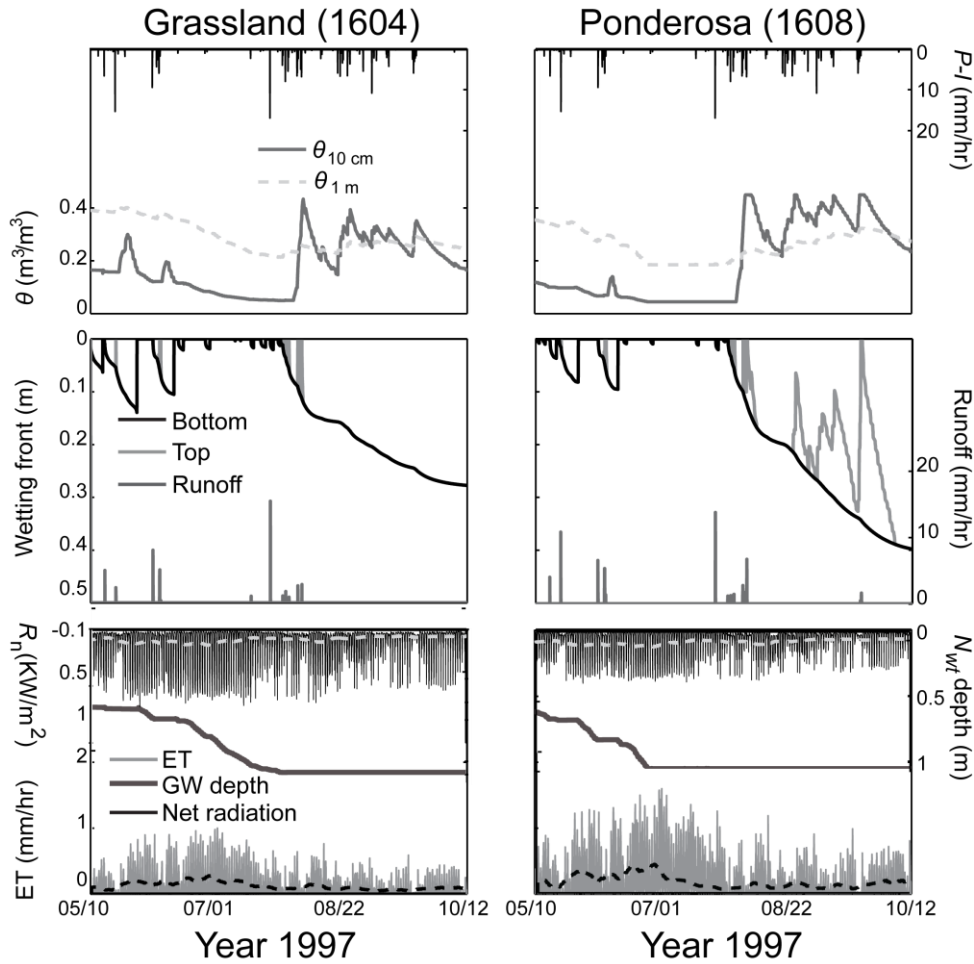 Grassland (1604)
Ponderosa (1608)
θ 10 cm
θ 1 m
0.4
0.2
0
θ (m³/m³)
0
10
20
P-I (mm/hr)
0
0.1
0.2
0.3
0.4
0.5
Wetting front (m)
Bottom
Top
Runoff
20
10
0
Runoff (mm/hr)
-0.1
0.5
1
2
1
0
Rn (KW/m²)
ET (mm/hr)
ET
GW depth
Net radiation
0
0.5
1
Nwt depth (m)
05/10
07/01
08/22
10/12
05/10
07/01
08/22
10/12
Year 1997
Year 1997